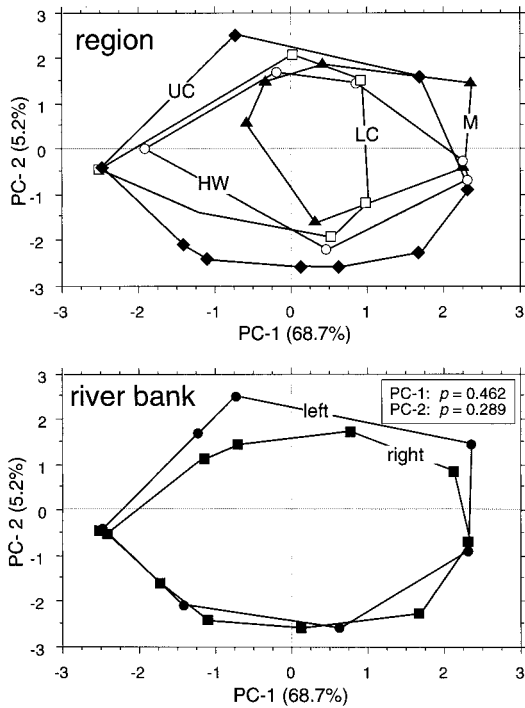 3
2
1
0
-1
-2
-3
PC- 2 (5.2%)
region
UC
LC
M
HW
-3 -2 -1 0 1 2 3
PC-1 (68.7%)
3
2
1
0
-1
-2
-3
PC- 2 (5.2%)
river bank
left
right
PC-1: p = 0.462
PC-2: p = 0.289
-3 -2 -1 0 1 2 3
PC-1 (68.7%)